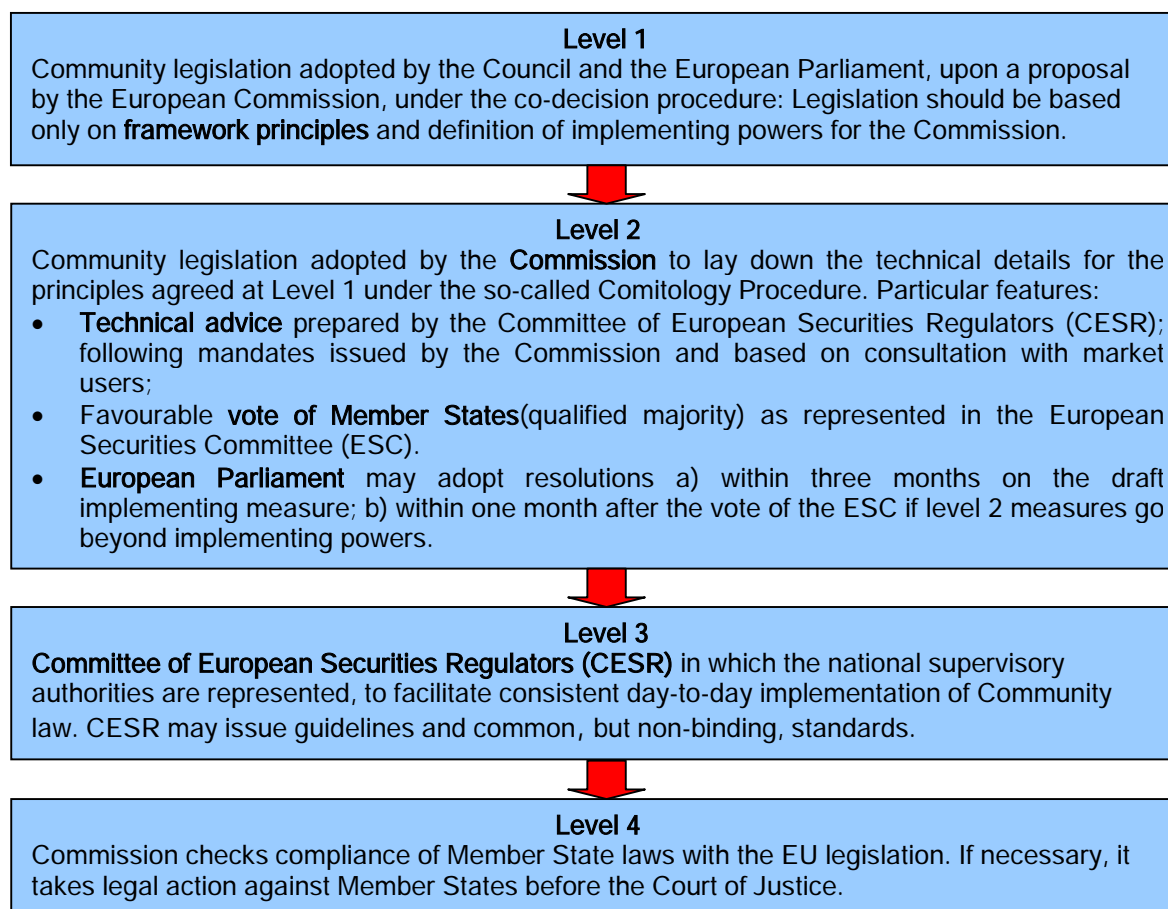 Level 1
Community legislation adopted by the Council and the European Parliament, upon a proposal
by the European Commission, under the co-decision procedure: Legislation should be based
only on framework principles and definition of implementing powers for the Commission.
Level 2
Community legislation adopted by the Commission to lay down the technical details for the
principles agreed at Level 1 under the so-called Comitology Procedure. Particular features:
• Technical advice prepared by the Committee of European Securities Regulators (CESR);
following mandates issued by the Commission and based on consultation with market
users;
• Favourable vote of Member States(qualified majority) as represented in the European
Securities Committee (ESC).
• European Parliament may adopt resolutions a) within three months on the draft
implementing measure; b) within one month after the vote of the ESC if level 2 measures go
beyond implementing powers.
Level 3
Committee of European Securities Regulators (CESR) in which the national supervisory
authorities are represented, to facilitate consistent day-to-day implementation of Community
law. CESR may issue guidelines and common, but non-binding, standards.
Level 4
Commission checks compliance of Member State laws with the EU legislation. If necessary, it
takes legal action against Member States before the Court of Justice.